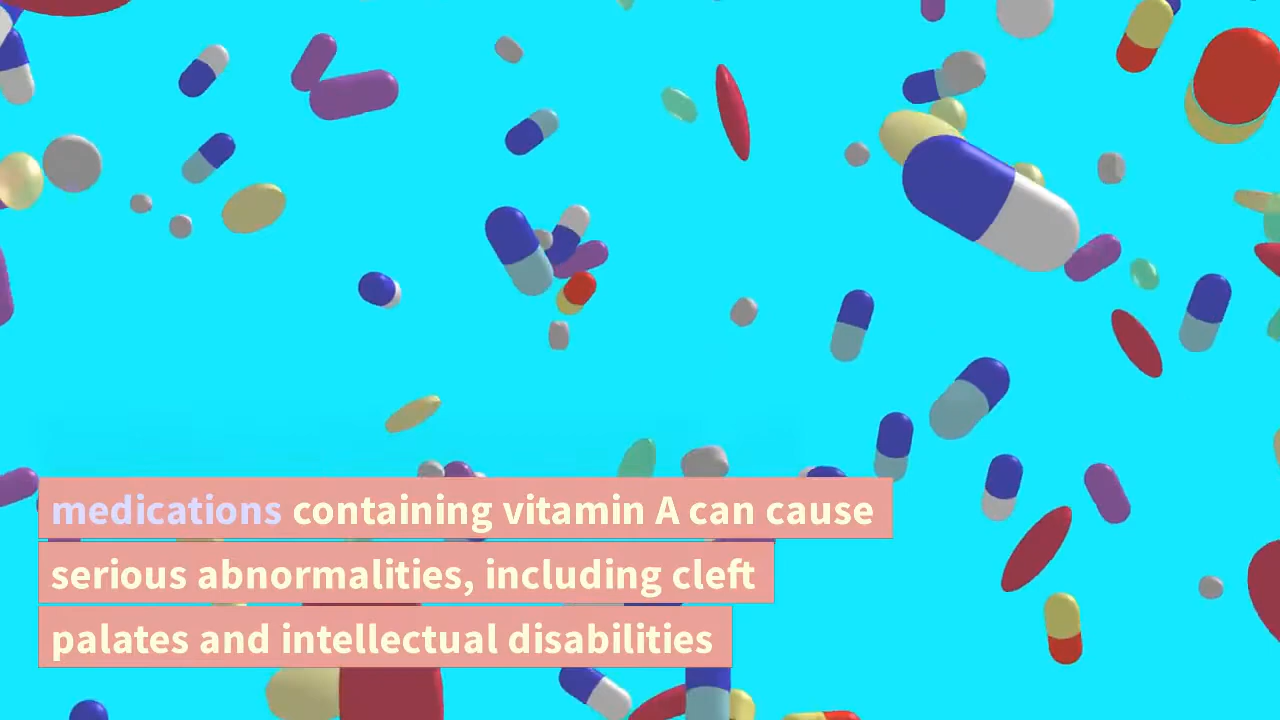 medications containing vitamin A can cause
serious abnormalities, including cleft
palates and intellectual disabilities